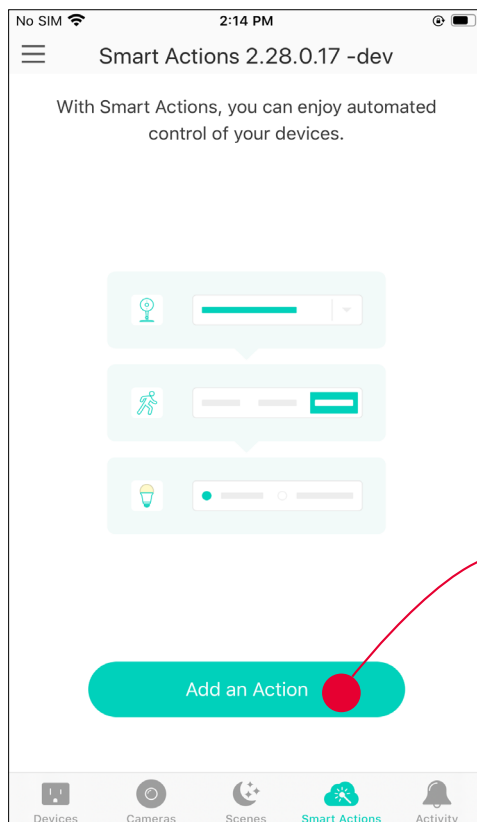 No SIM 2:14 PM
Smart Actions 2.28.0.17 -dev
With Smart Actions, you can enjoy automated
control of your devices.
Add an Action
Devices Cameras Scenes Smart Actions Activity